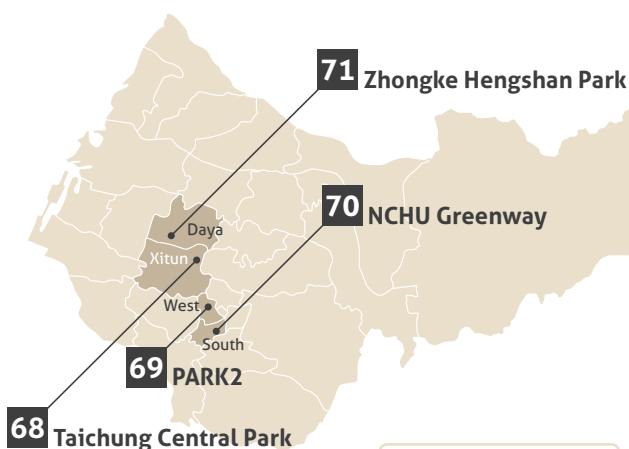 71 Zhongke Hengshan Park
70 NCHU Greenway
Daya
Xitun
West
South
69 PARK2
68 Taichung Central Park